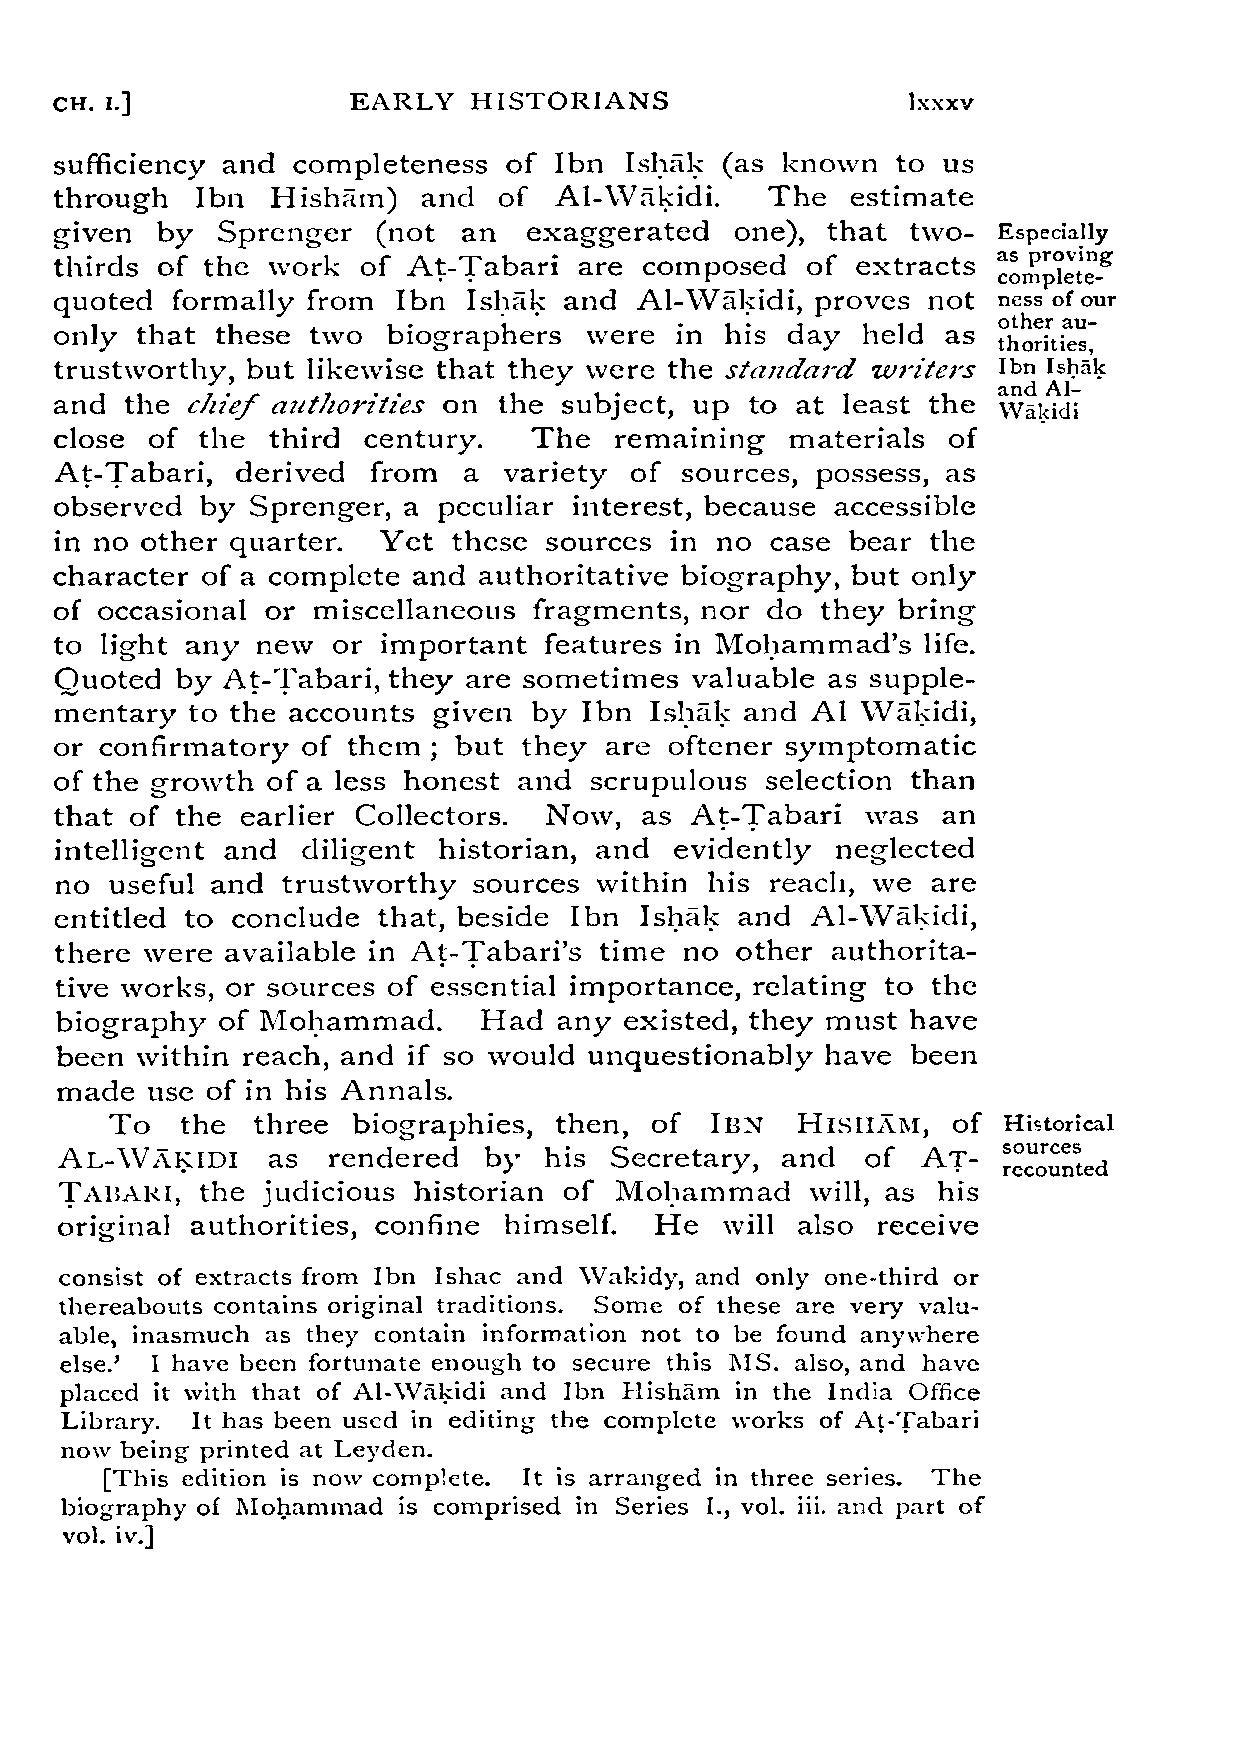 CH. I.] EARLY HISTORIANS lxxxv
sufficiency and completeness of Ibn Isḥāḳ (as known to us
through Ibn Hishām) and of Al-Wāḳidi. The estimate
given by Sprenger (not an exaggerated one), that two-
thirds of the work of Aṭ-Ṭabari are composed of extracts
quoted formally from Ibn Isḥāḳ and Al-Wāḳidi, proves not
only that these two biographers were in his day held as
trustworthy, but likewise that they were the standard writers
and the chief authorities on the subject, up to at least the
close of the third century. The remaining materials of
Aṭ-Ṭabari, derived from a variety of sources, possess, as
observed by Sprenger, a peculiar interest, because accessible
in no other quarter. Yet these sources in no case bear the
character of a complete and authoritative biography, but only
of occasional or miscellaneous fragments, nor do they bring
to light any new or important features in Moḥammad's life.
Quoted by Aṭ-Ṭabari, they are sometimes valuable as supple-
mentary to the accounts given by Ibn Isḥāḳ and Al Wāḳidi,
or confirmatory of them ; but they are oftener symptomatic
of the growth of a less honest and scrupulous selection than
that of the earlier Collectors. Now, as Aṭ-Ṭabari was an
intelligent and diligent historian, and evidently neglected
no useful and trustworthy sources within his reach, we are
entitled to conclude that, beside Ibn Isḥāḳ and Al-Wāḳidi,
there were available in Aṭ-Ṭabari's time no other authorita-
tive works, or sources of essential importance, relating to the
biography of Moḥammad. Had any existed, they must have
been within reach, and if so would unquestionably have been
made use of in his Annals.
To the three biographies, then, of IBN HISHĀM, of
AL-WĀḲIDI as rendered by his Secretary, and of AṬ-
ṬABARI, the judicious historian of Moḥammad will, as his
original authorities, confine himself. He will also receive
Especially
as proving
complete-
ness of our
other au-
thorities,
Ibn Isḥāḳ
and Al-
Wāḳidi
Historical
sources
recounted
consist of extracts from Ibn Ishac and Wakidy, and only one-third or
thereabouts contains original traditions. Some of these are very valu-
able, inasmuch as they contain information not to be found anywhere
else.' I have been fortunate enough to secure this MS. also, and have
placed it with that of Al-Wāḳidi and Ibn Hishām in the India Office
Library. It has been used in editing the complete works of Aṭ-Ṭabari
now being printed at Leyden.
[This edition is now complete. It is arranged in three series. The
biography of Moḥammad is comprised in Series I., vol. iii. and part of
vol. iv.]